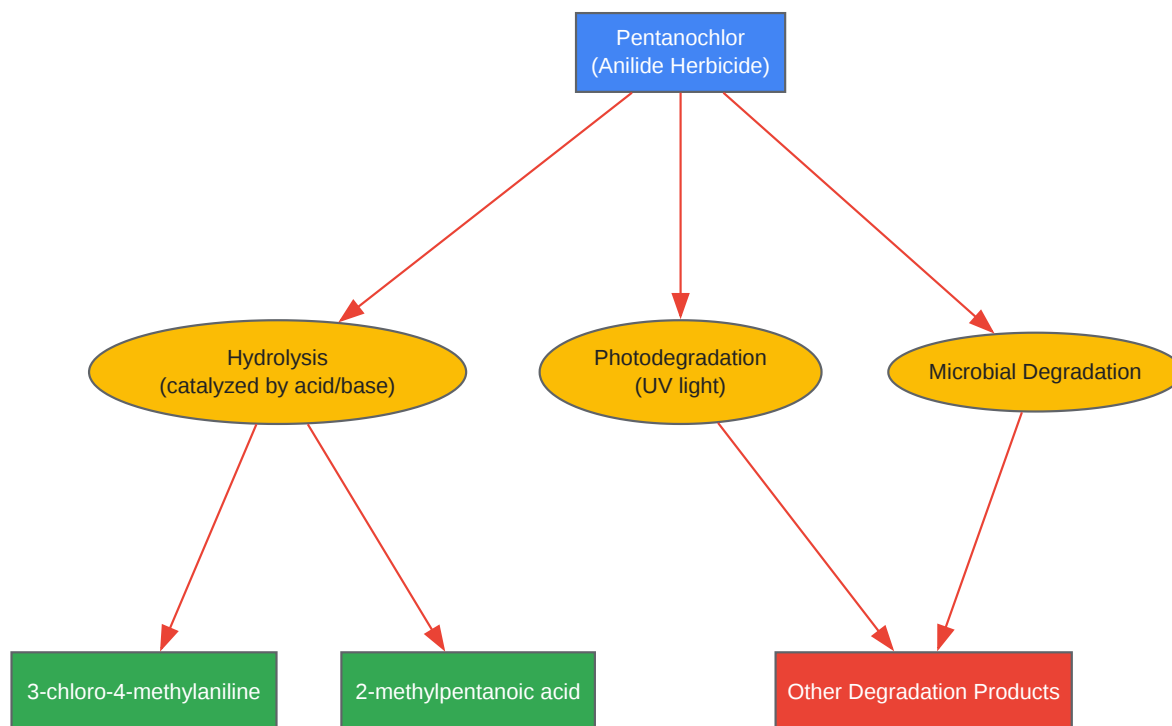 Pentanochlor
(Anilide Herbicide)
Hydrolysis
(catalyzed by acid/base)
Photodegradation
(UV light)
Microbial Degradation
3-chloro-4-methylaniline
2-methylpentanoic acid
Other Degradation Products